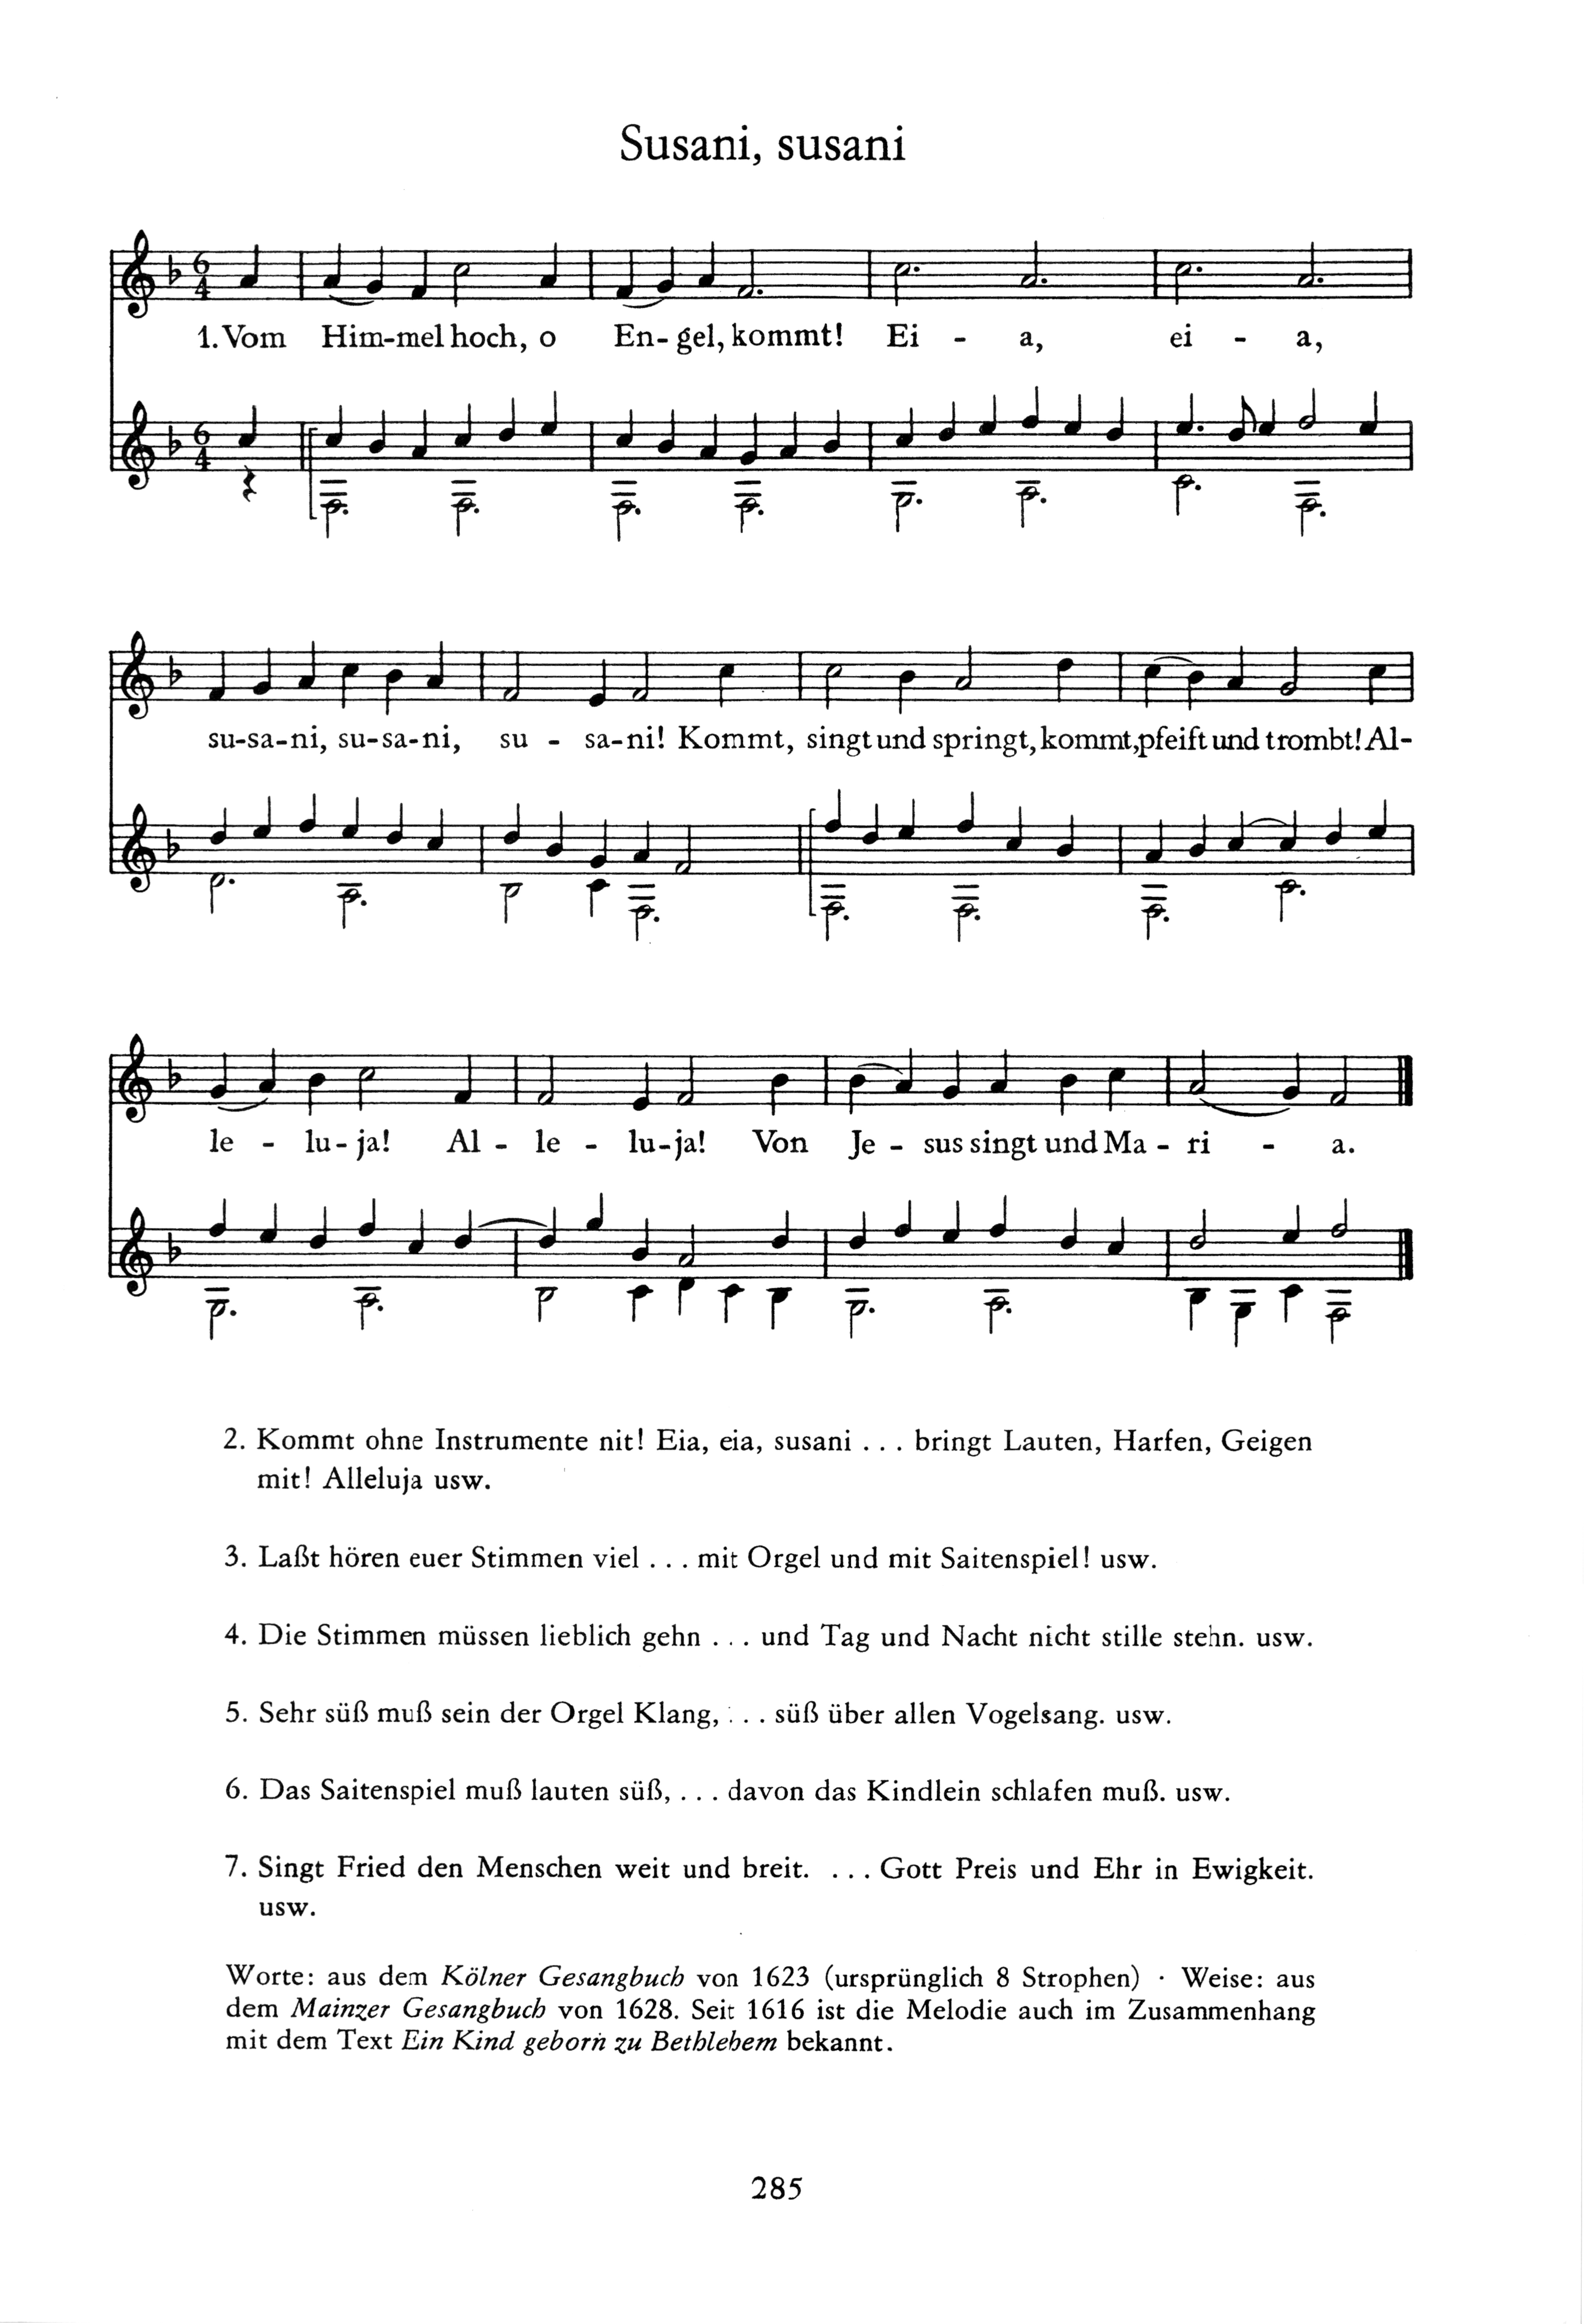 Susani, susani
6
4
1. Vom Him-mel hoch, o En-gel, kommt! Ei - a, ei - a,
6
4
su-sa-ni, su-sa-ni, su - sa-ni! Kommt, singt und springt, kommt, pfeift und trombt! Al-
le - lu-ja! Al - le - lu-ja! Von Je - sus singt und Ma - ri - a.
2. Kommt ohne Instrumente nit! Eia, eia, susani . . . bringt Lauten, Harfen, Geigen
mit! Alleluja usw.
3. Laßt hören euer Stimmen viel . . . mit Orgel und mit Saitenspiel! usw.
4. Die Stimmen müssen lieblich gehn . . . und Tag und Nacht nicht stille stehn. usw.
5. Sehr süß muß sein der Orgel Klang, . . . süß über allen Vogelsang. usw.
6. Das Saitenspiel muß lauten süß, . . . davon das Kindlein schlafen muß. usw.
7. Singt Fried den Menschen weit und breit. . . . Gott Preis und Ehr in Ewigkeit.
usw.
Worte: aus dem Kölner Gesangbuch von 1623 (ursprünglich 8 Strophen) · Weise: aus
dem Mainzer Gesangbuch von 1628. Seit 1616 ist die Melodie auch im Zusammenhang
mit dem Text Ein Kind geborn zu Bethlehem bekannt.
285